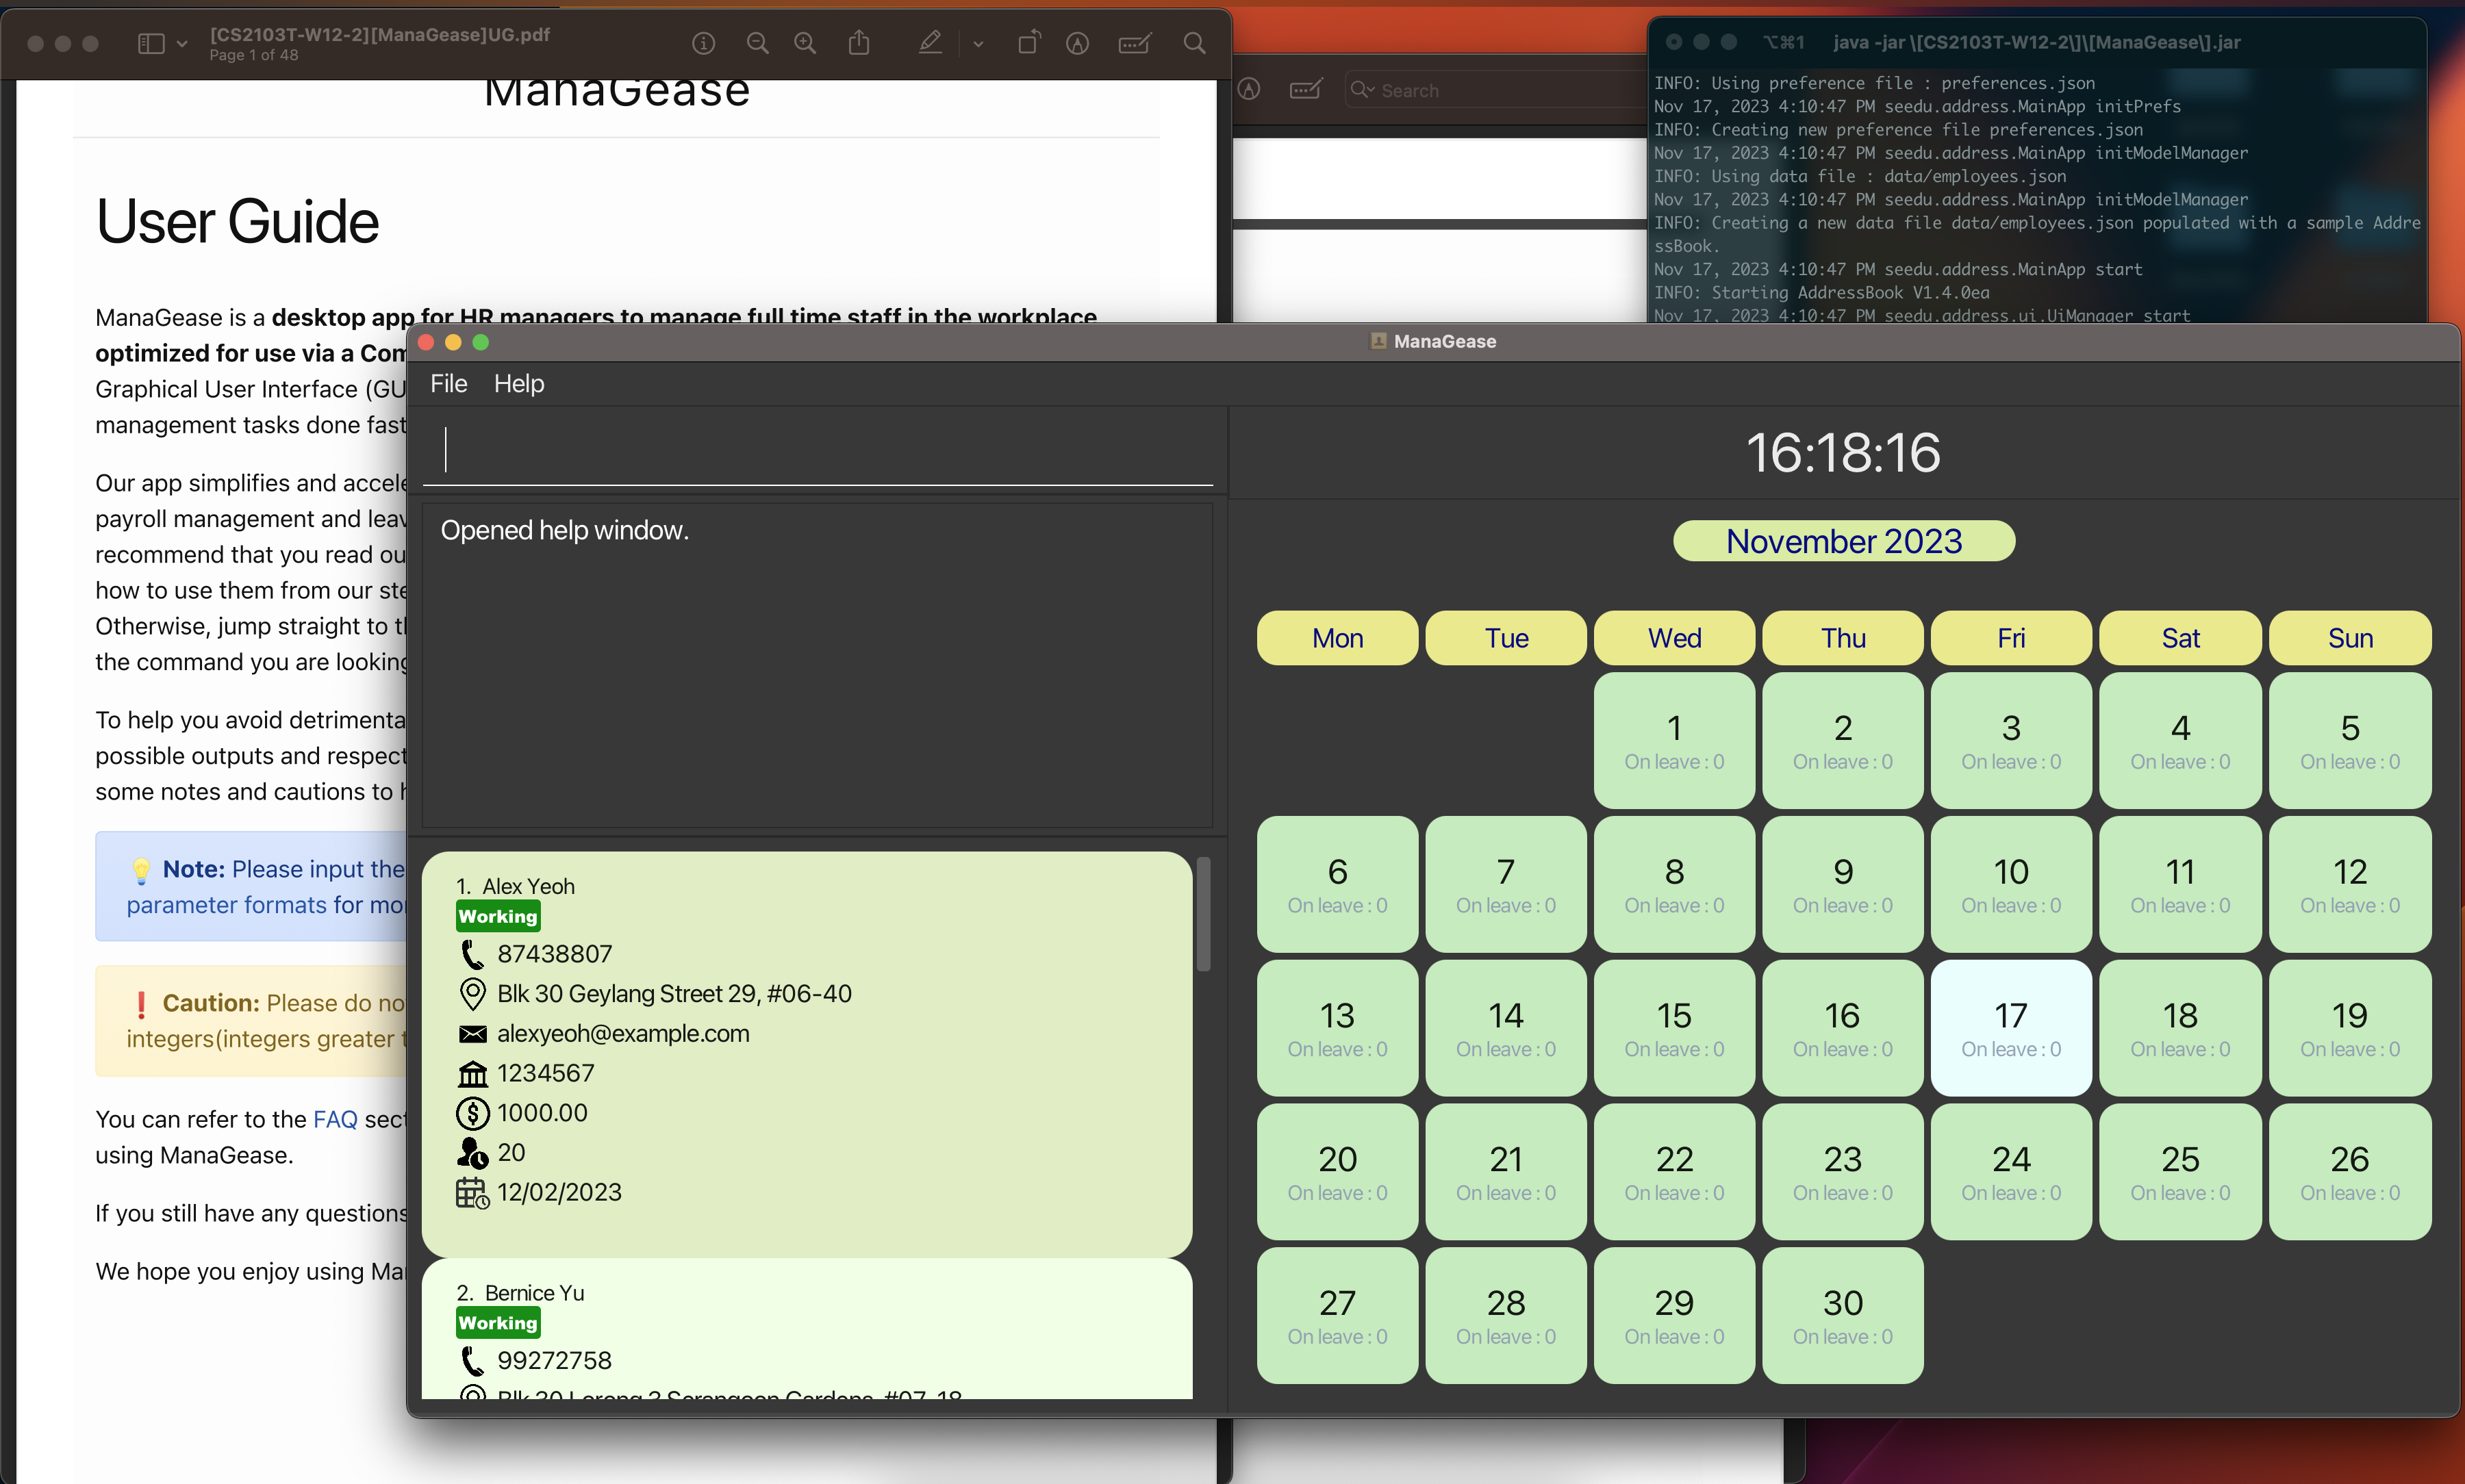 [CS2103T-W12-2][ManaGease]UG.pdf
Page 1 of 48
ManaGease
User Guide
ManaGease is a desktop app for HR managers to manage full time staff in the workplace
optimized for use via a Com
Graphical User Interface (GU
management tasks done fast
Our app simplifies and accele
payroll management and leav
recommend that you read ou
how to use them from our ste
Otherwise, jump straight to th
the command you are looking
To help you avoid detrimenta
possible outputs and respect
some notes and cautions to h
💡 Note: Please input the
parameter formats for mor
❗ Caution: Please do no
integers(integers greater t
You can refer to the FAQ sect
using ManaGease.
If you still have any questions
We hope you enjoy using Mar
Search
⌥⌘1 java -jar \[CS2103T-W12-2\]\[ManaGease\].jar
INFO: Using preference file : preferences.json
Nov 17, 2023 4:10:47 PM seedu.address.MainApp initPrefs
INFO: Creating new preference file preferences.json
Nov 17, 2023 4:10:47 PM seedu.address.MainApp initModelManager
INFO: Using data file : data/employees.json
Nov 17, 2023 4:10:47 PM seedu.address.MainApp initModelManager
INFO: Creating a new data file data/employees.json populated with a sample Addre
ssBook.
Nov 17, 2023 4:10:47 PM seedu.address.MainApp start
INFO: Starting AddressBook V1.4.0ea
Nov 17, 2023 4:10:47 PM seedu.address.ui.UiManager start
ManaGease
File Help
Opened help window.
1. Alex Yeoh
Working
87438807
Blk 30 Geylang Street 29, #06-40
alexyeoh@example.com
1234567
1000.00
20
12/02/2023
2. Bernice Yu
Working
99272758
Blk 30 Lorong 3 Serangoon Gardens, #07-18
16:18:16
November 2023
Mon Tue Wed Thu Fri Sat Sun
1 2 3 4 5
On leave : 0 On leave : 0 On leave : 0 On leave : 0 On leave : 0
6 7 8 9 10 11 12
On leave : 0 On leave : 0 On leave : 0 On leave : 0 On leave : 0 On leave : 0 On leave : 0
13 14 15 16 17 18 19
On leave : 0 On leave : 0 On leave : 0 On leave : 0 On leave : 0 On leave : 0 On leave : 0
20 21 22 23 24 25 26
On leave : 0 On leave : 0 On leave : 0 On leave : 0 On leave : 0 On leave : 0 On leave : 0
27 28 29 30
On leave : 0 On leave : 0 On leave : 0 On leave : 0